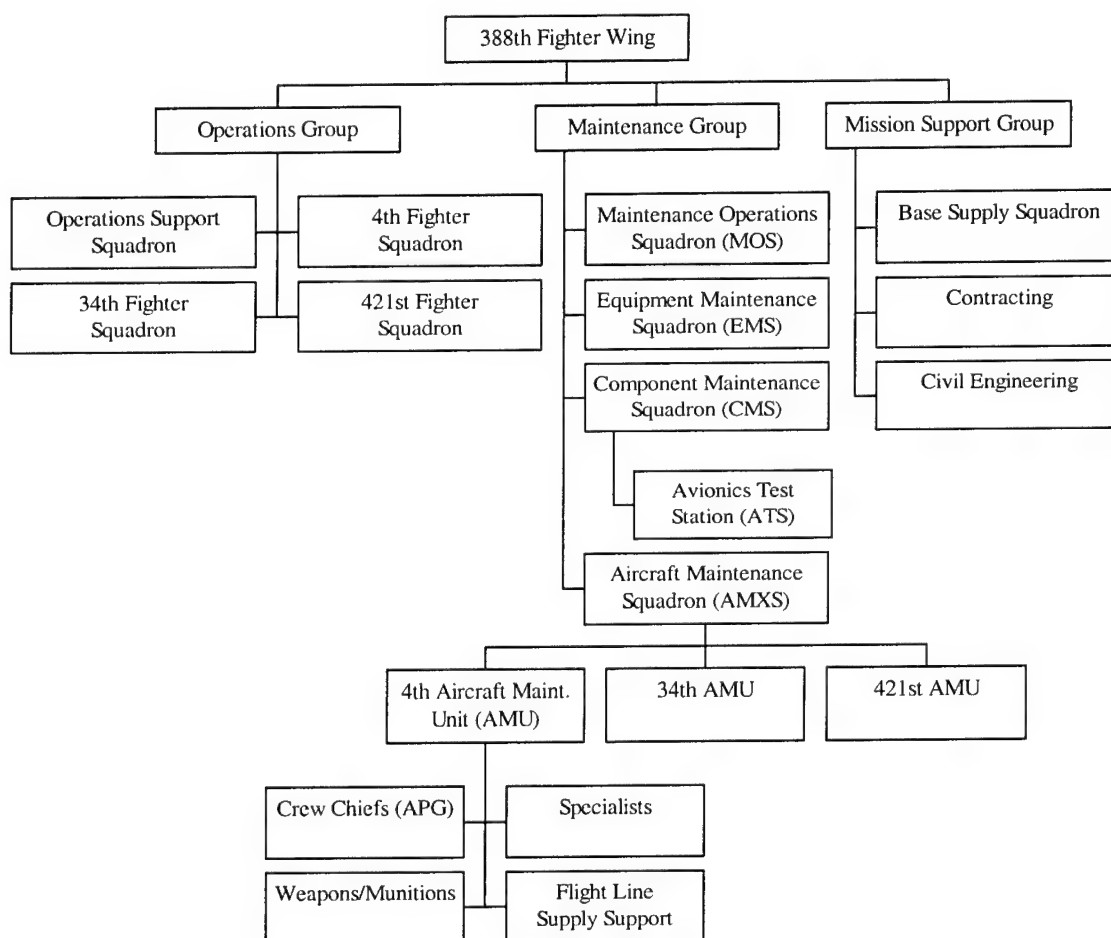 388th Fighter Wing
Operations Group
Maintenance Group
Mission Support Group
Operations Support
Squadron
4th Fighter
Squadron
34th Fighter
Squadron
421st Fighter
Squadron
Maintenance Operations
Squadron (MOS)
Equipment Maintenance
Squadron (EMS)
Component Maintenance
Squadron (CMS)
Avionics Test
Station (ATS)
Aircraft Maintenance
Squadron (AMXS)
Base Supply Squadron
Contracting
Civil Engineering
4th Aircraft Maint.
Unit (AMU)
34th AMU
421st AMU
Crew Chiefs (APG)
Specialists
Weapons/Munitions
Flight Line
Supply Support